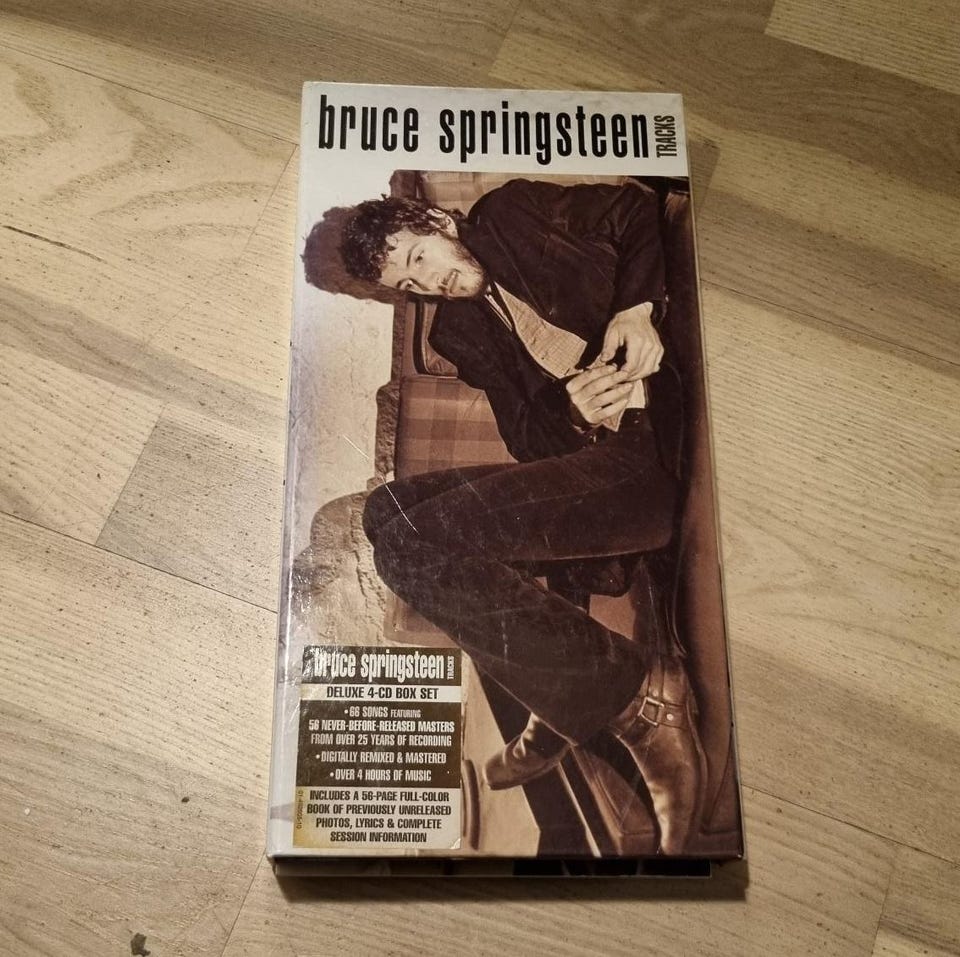 bruce springsteen TRACKS
bruce springsteen TRACKS
DELUXE 4-CD BOX SET
•66 SONGS FEATURING
56 NEVER-BEFORE-RELEASED MASTERS
FROM OVER 25 YEARS OF RECORDING
•DIGITALLY REMIXED & MASTERED
•OVER 4 HOURS OF MUSIC
INCLUDES A 56-PAGE FULL-COLOR
BOOK OF PREVIOUSLY UNRELEASED
PHOTOS, LYRICS & COMPLETE
SESSION INFORMATION